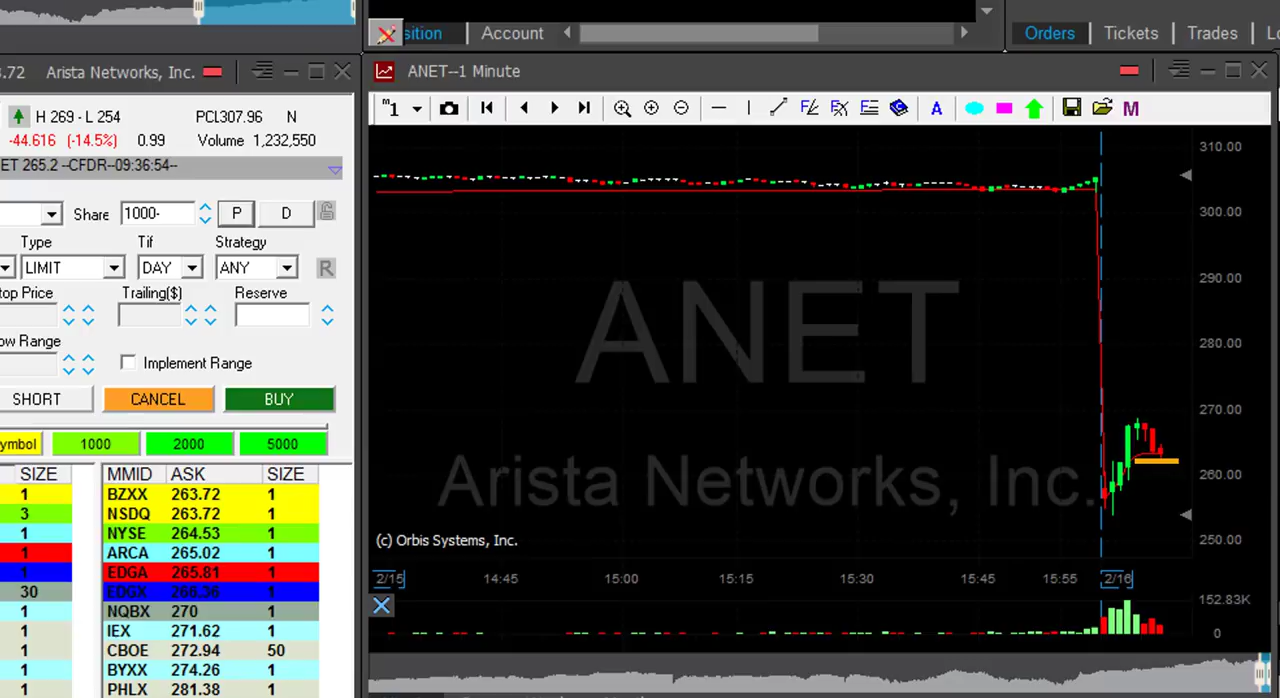 sition Account
Orders Tickets Trades
3.72 Arista Networks, Inc.
ANET--1 Minute
H 269 - L 254 PCL307.96 N
-44.616 (-14.5%) 0.99 Volume 1,232,550
ET 265.2 --CFDR--09:36:54--
m1
A
M
Share 1000- P D
Type Tif Strategy
LIMIT DAY ANY R
top Price Trailing($) Reserve
ow Range
Implement Range
SHORT CANCEL BUY
ymbol 1000 2000 5000
SIZE MMID ASK SIZE
1 BZXX 263.72 1
3 NSDQ 263.72 1
1 NYSE 264.53 1
1 ARCA 265.02 1
1 EDGA 265.81 1
1 EDGX 266.36 1
30 NQBX 270 1
1 IEX 271.62 1
1 CBOE 272.94 50
1 BYXX 274.26 1
1 PHLX 281.38 1
310.00
300.00
290.00
280.00
270.00
260.00
250.00
ANET
Arista Networks, Inc.
(c) Orbis Systems, Inc.
2/15 14:45 15:00 15:15 15:30 15:45 15:55 2/16
152.83K
0